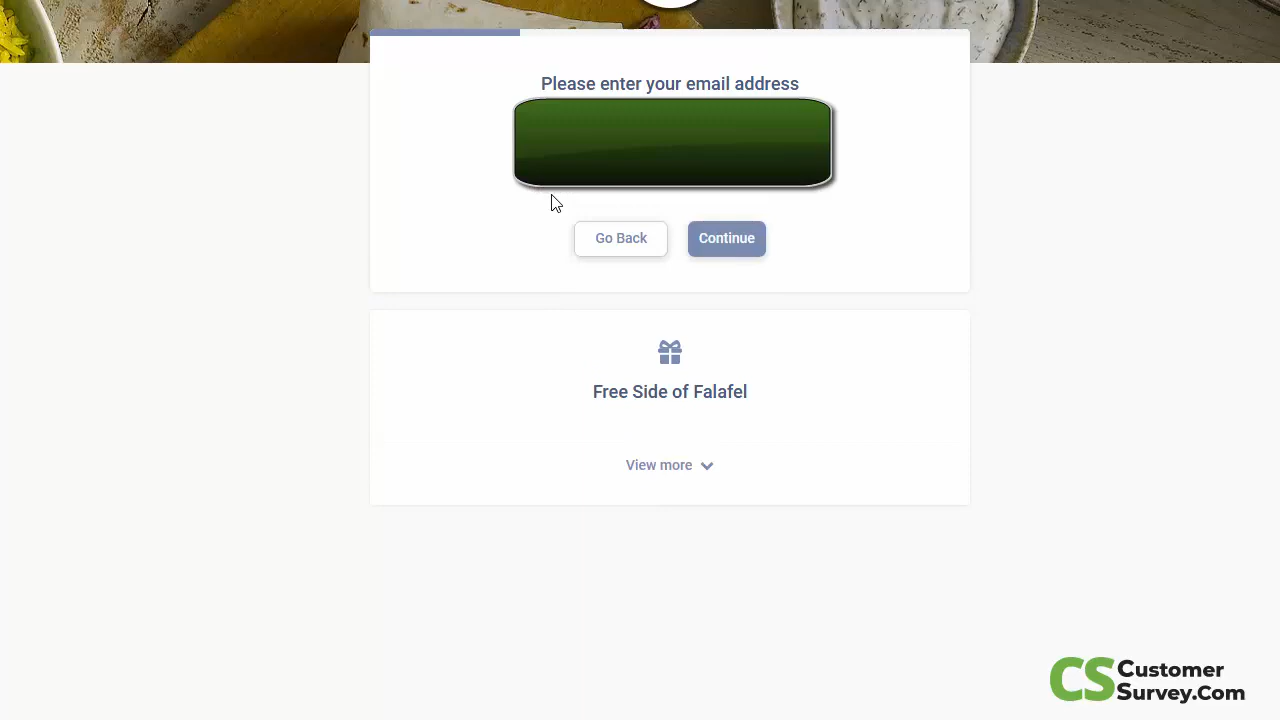 Please enter your email address
Go Back
Continue
Free Side of Falafel
View more
CS Customer
Survey.Com